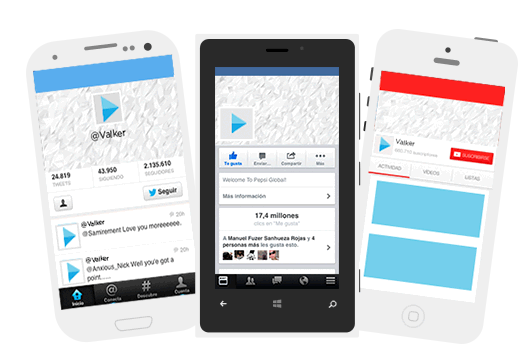 @Valker
24.819
TWEETS
43.950
SIGUIENDO
2.135.610
SEGUIDORES
Seguir
@Valker
20h
@Samirement Love you moreeeeee.
@Valker
20h
@Anxious_Nick Well you've got a
point......
Inicio
Conecta
Descubre
Cuenta
Te gusta
Enviar...
Compartir
Más
Welcome To Pepsi Global!
Más información
17,4 millones
clics en "Me gusta"
A Manuel Fuzer Sanhueza Rojas y 4
personas más les gusta esto.
Valker
suscriptores
SUSCRIBIRSE
ACTIVIDAD
VIDEOS
LISTAS